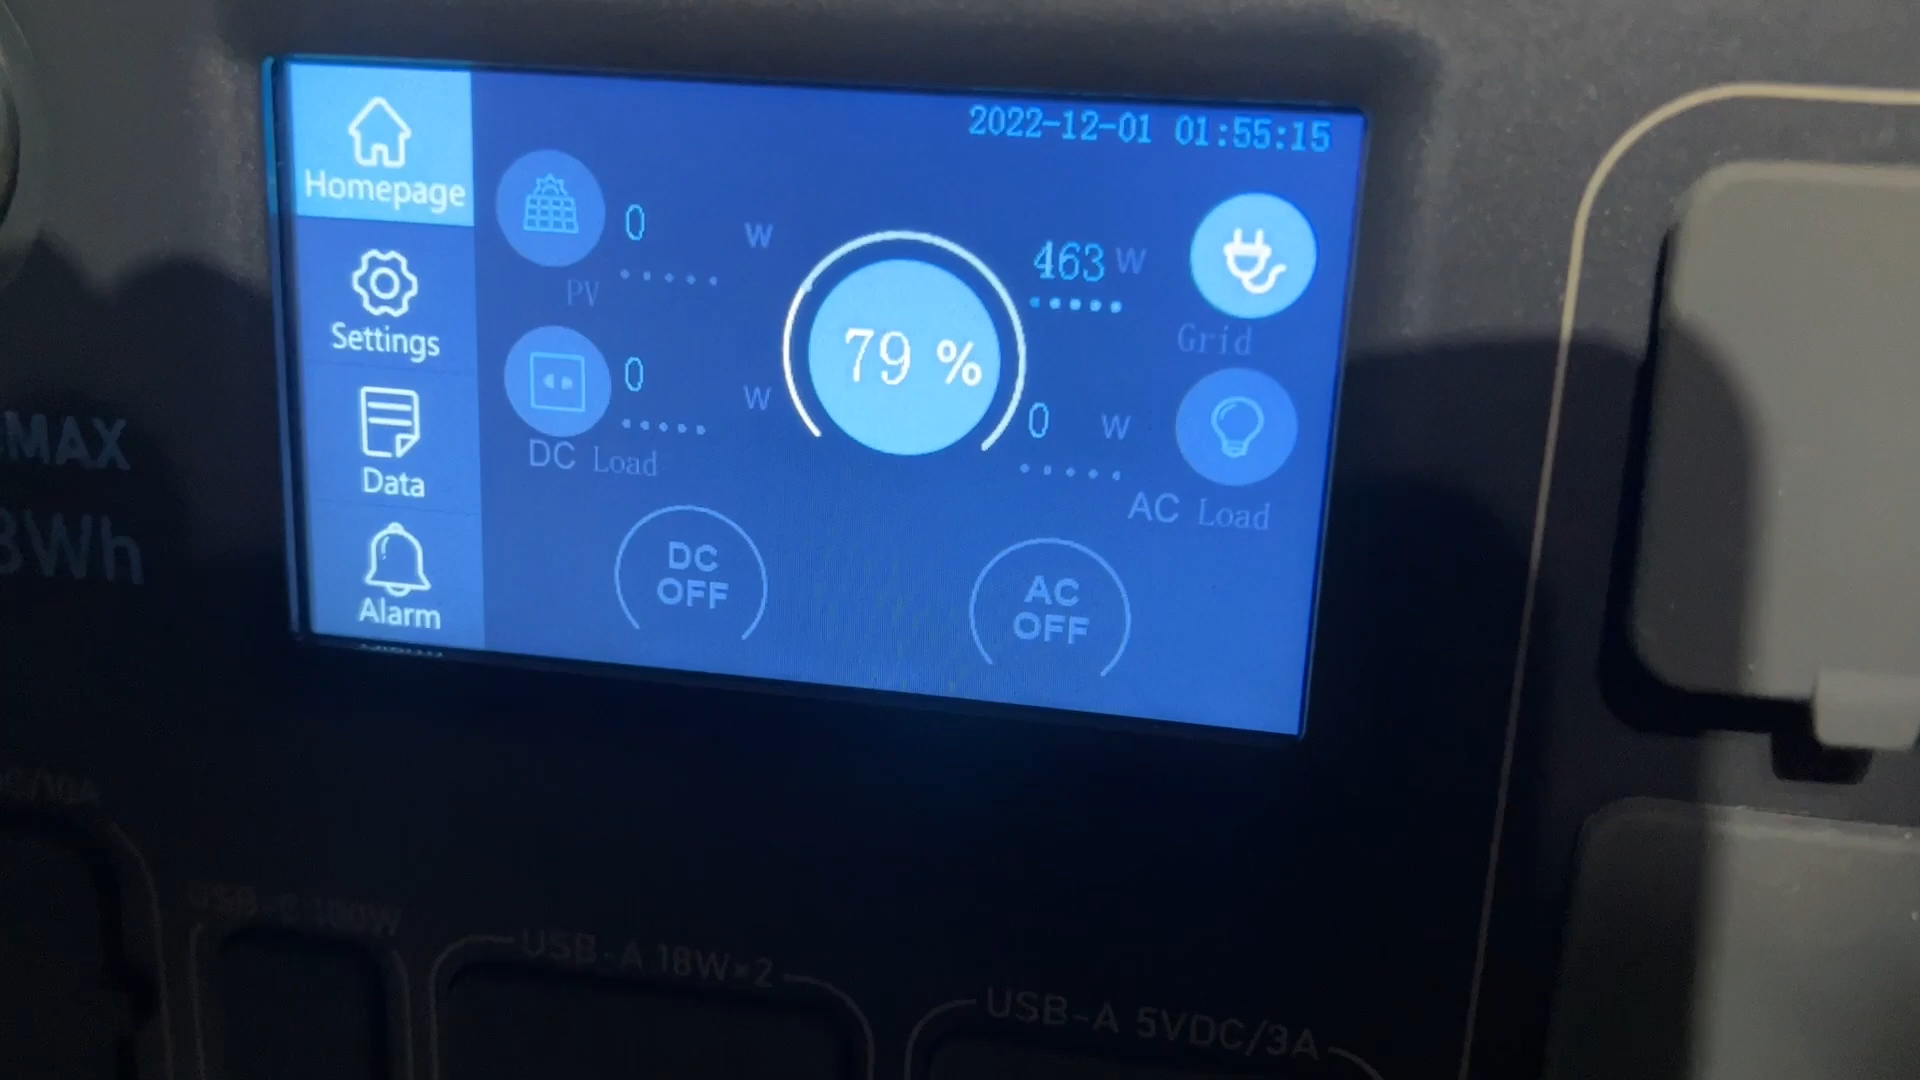 2022-12-01 01:55:15
Homepage
Settings
Data
Alarm
0 W
PV
463 W
Grid
79 %
0 W
DC Load
0 W
AC Load
DC
OFF
AC
OFF
MAX
8Wh
USB-C 100W
USB-A 18W×2
USB-A 5VDC/3A